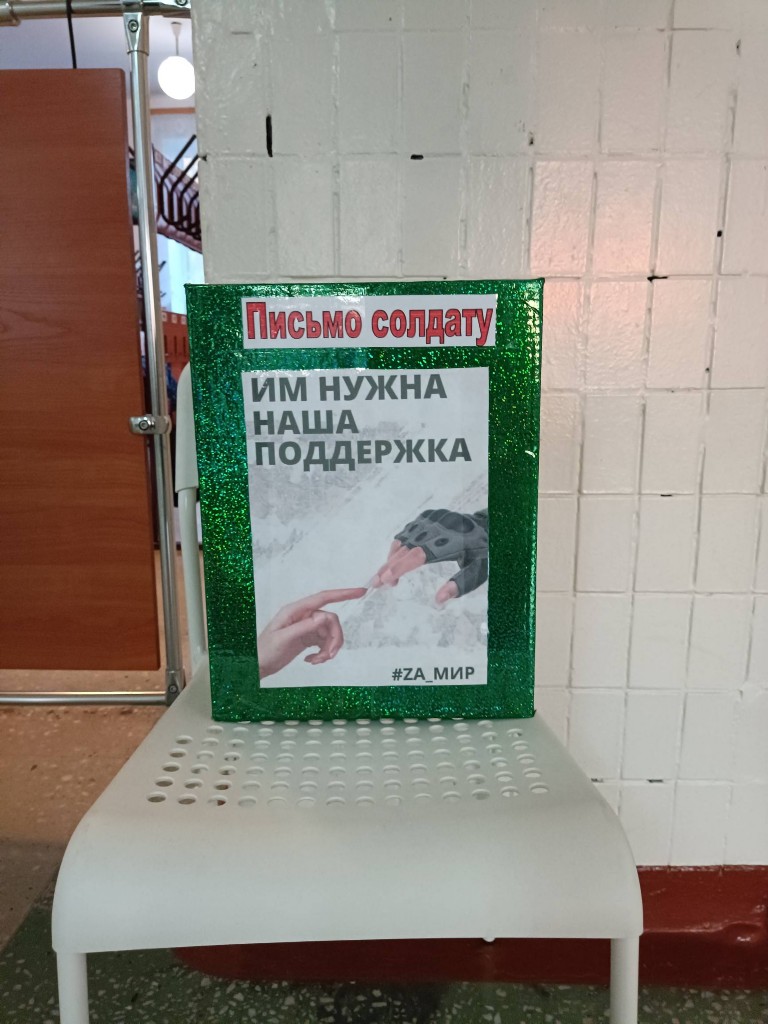 Письмо солдату
ИМ НУЖНА
НАША
ПОДДЕРЖКА
#ZA_МИР